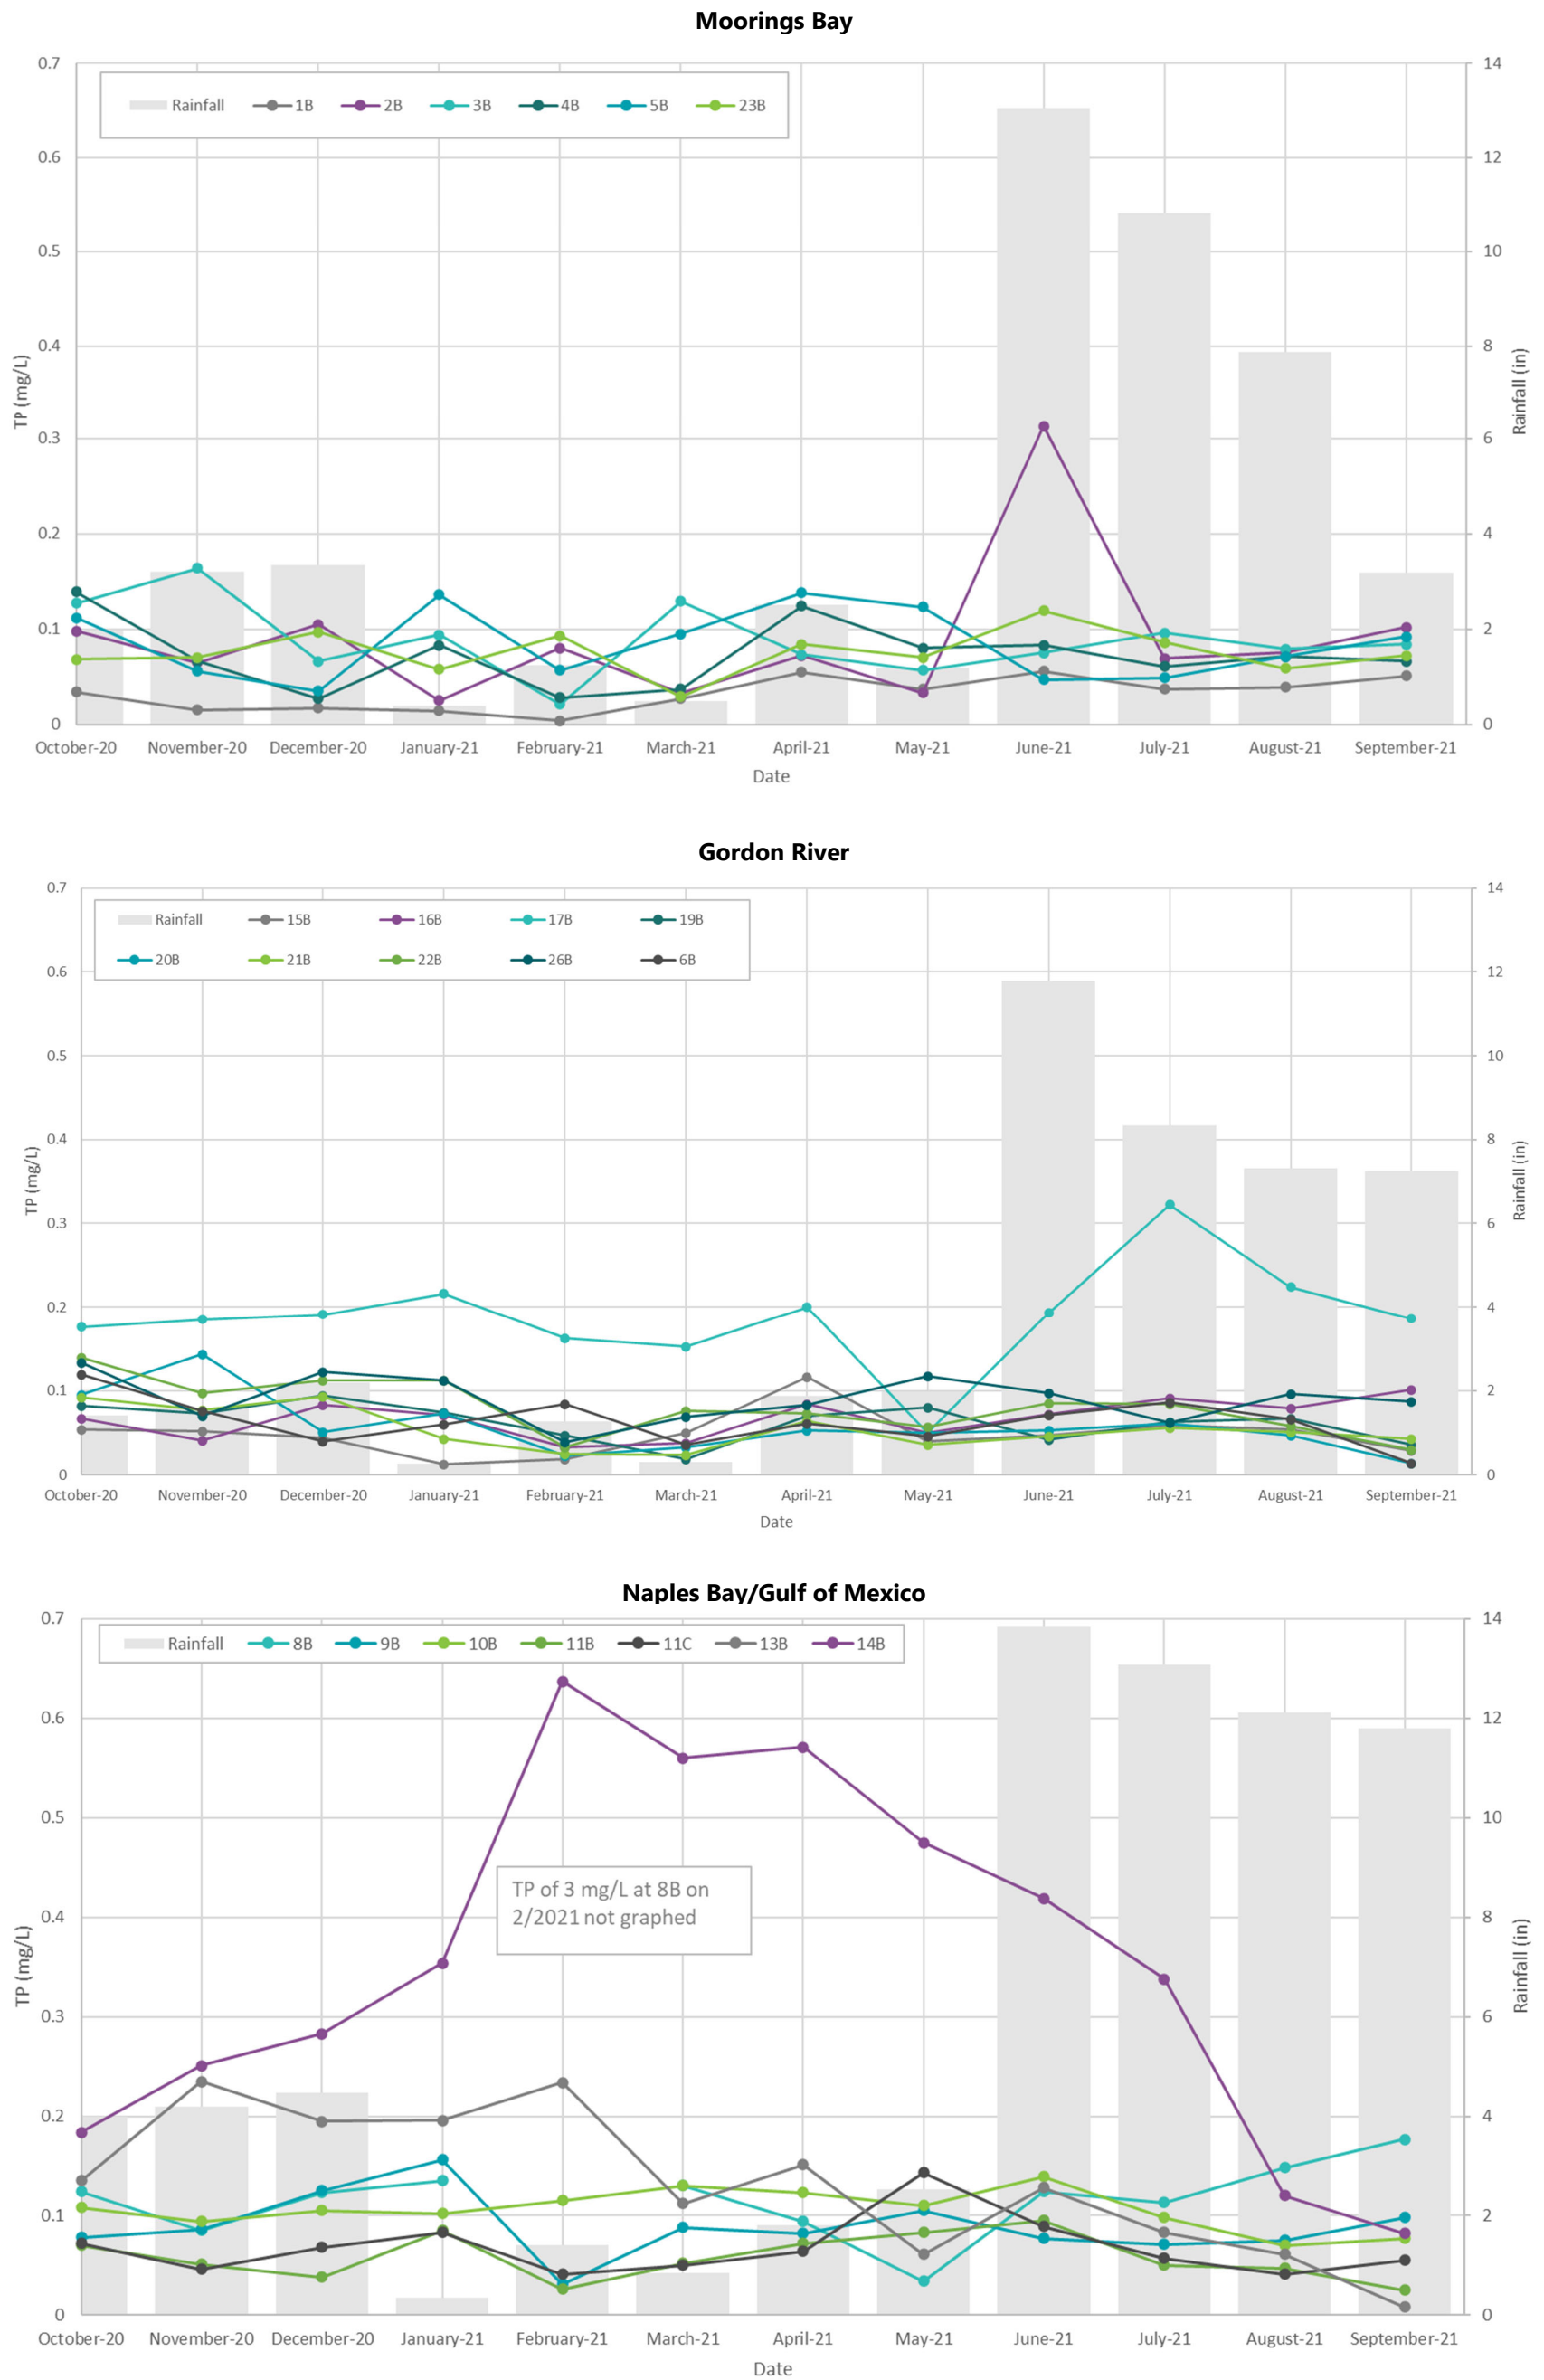 Moorings Bay
0.7
0.6
0.5
0.4
0.3
0.2
0.1
0
TP (mg/L)
Rainfall 1B 2B 3B 4B 5B 23B
14
12
10
8
6
4
2
0
Rainfall (in)
October-20 November-20 December-20 January-21 February-21 March-21 April-21 May-21 June-21 July-21 August-21 September-21
Date
Gordon River
0.7
0.6
0.5
0.4
0.3
0.2
0.1
0
TP (mg/L)
Rainfall 15B 16B 17B 19B
20B 21B 22B 26B 6B
14
12
10
8
6
4
2
0
Rainfall (in)
October-20 November-20 December-20 January-21 February-21 March-21 April-21 May-21 June-21 July-21 August-21 September-21
Date
Naples Bay/Gulf of Mexico
0.7
0.6
0.5
0.4
0.3
0.2
0.1
0
TP (mg/L)
Rainfall 8B 9B 10B 11B 11C 13B 14B
TP of 3 mg/L at 8B on
2/2021 not graphed
14
12
10
8
6
4
2
0
Rainfall (in)
October-20 November-20 December-20 January-21 February-21 March-21 April-21 May-21 June-21 July-21 August-21 September-21
Date